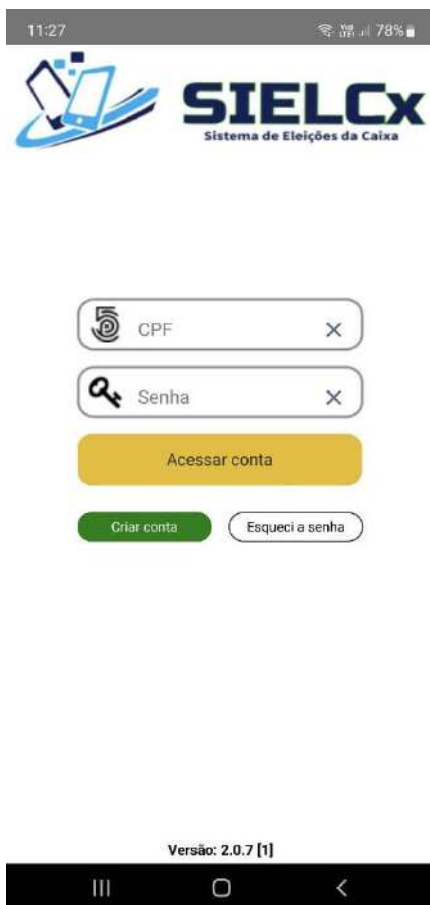 11:27
78%
SIELCx
Sistema de Eleições da Caixa
CPF
Senha
Acessar conta
Criar conta
Esqueci a senha
Versão: 2.0.7 [1]